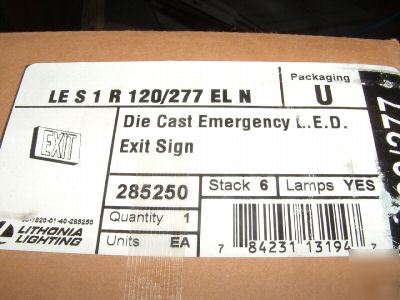 Packaging
LE S 1 R 120/277 EL N
U
Die Cast Emergency L.E.D.
Exit Sign
EXIT
285250
Stack 6
Lamps YES
Quantity 1
Units EA
LITHONIA
LIGHTING
7 84231 13194 7